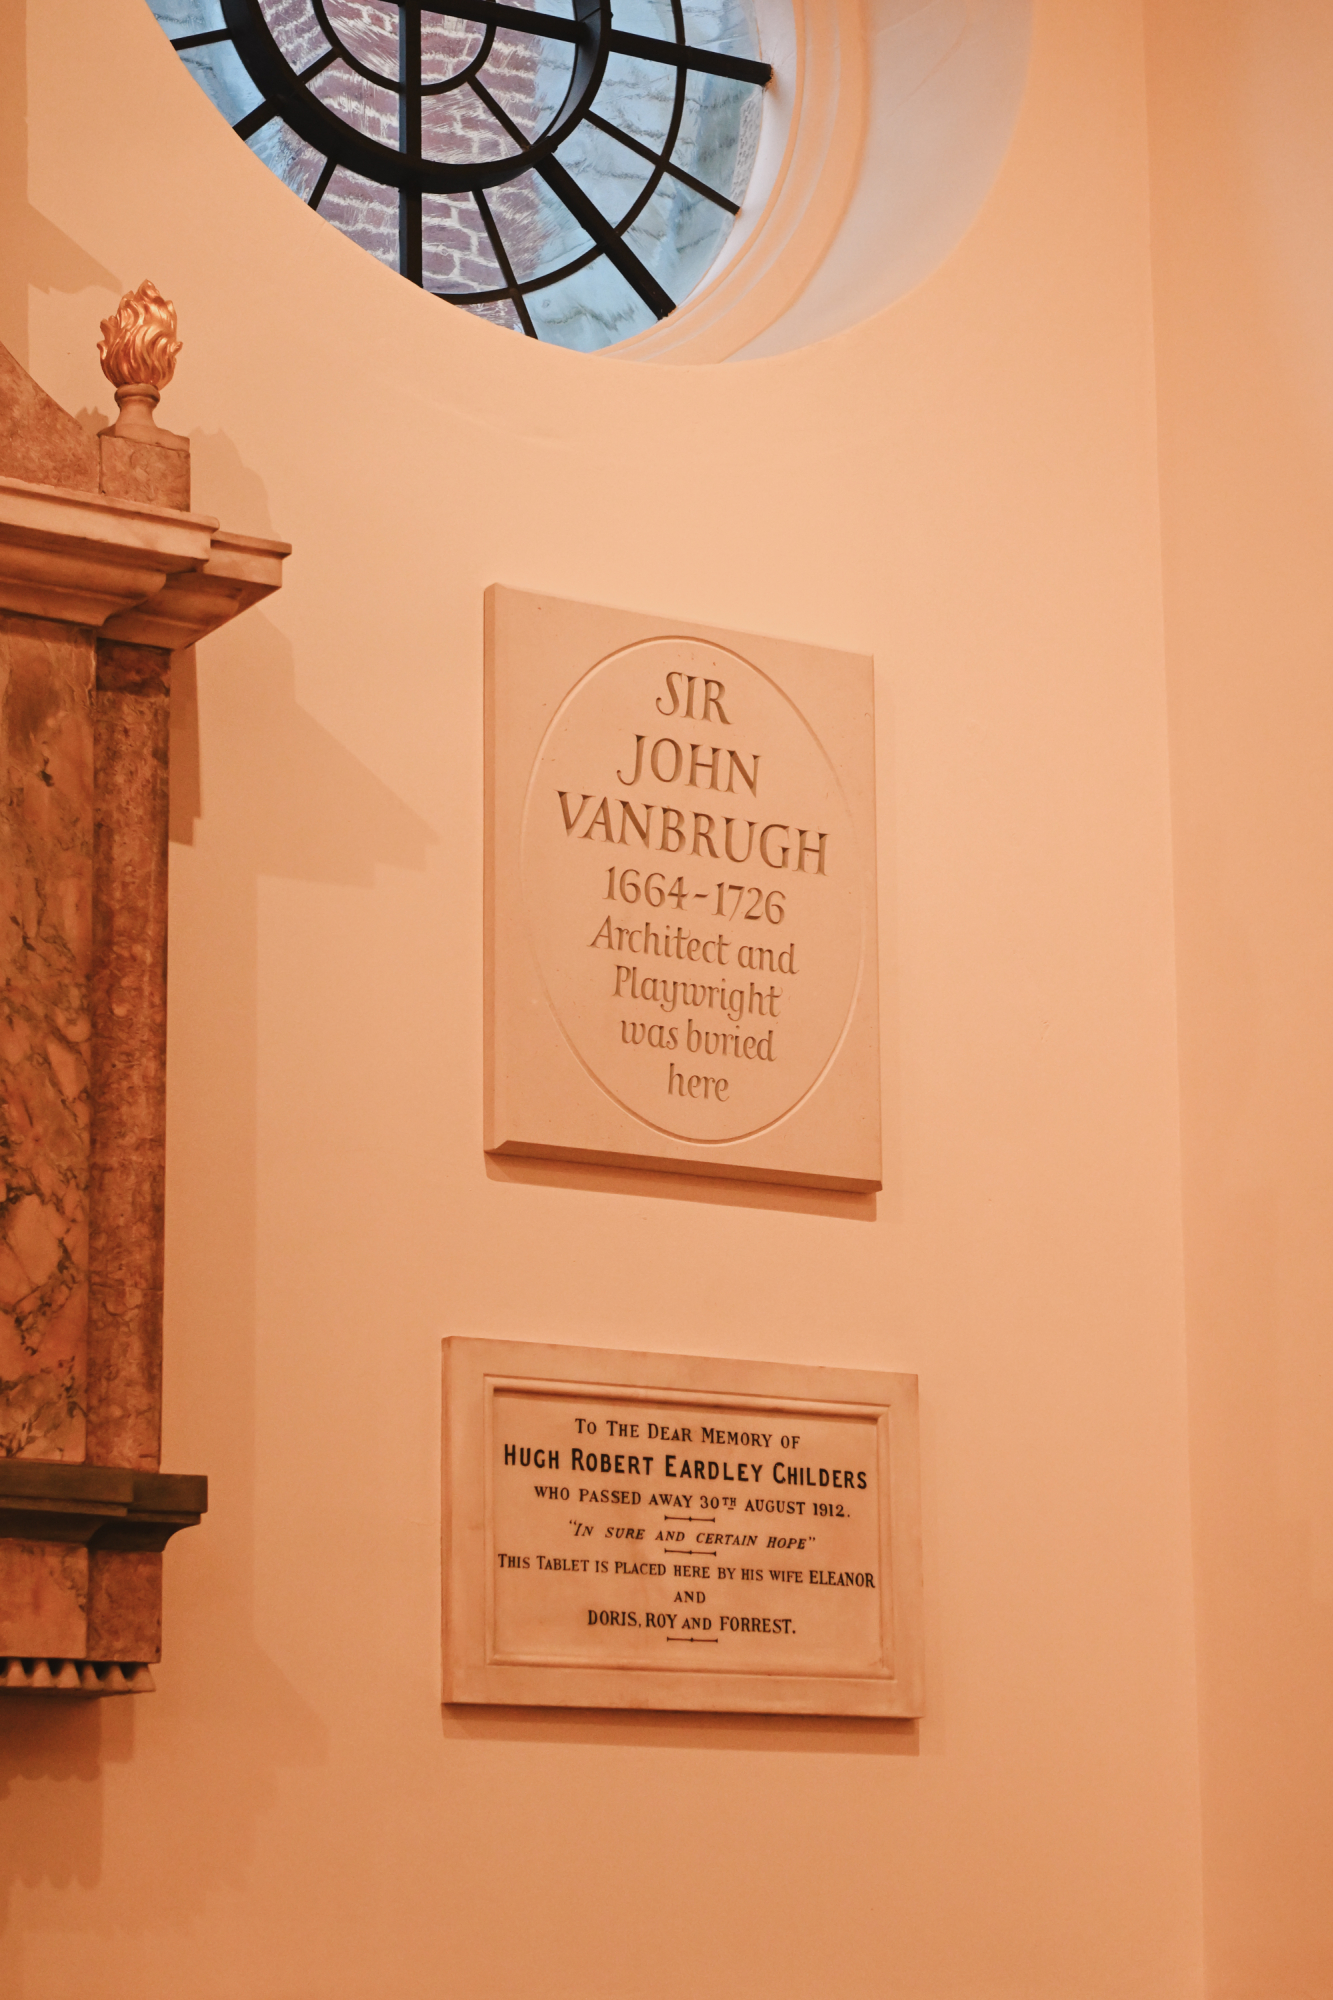 SIR
JOHN
VANBRUGH
1664-1726
Architect and
Playwright
was buried
here
TO THE DEAR MEMORY OF
HUGH ROBERT EARDLEY CHILDERS
WHO PASSED AWAY 30TH AUGUST 1912.
"IN SURE AND CERTAIN HOPE"
THIS TABLET IS PLACED HERE BY HIS WIFE ELEANOR
AND
DORIS, ROY AND FORREST.